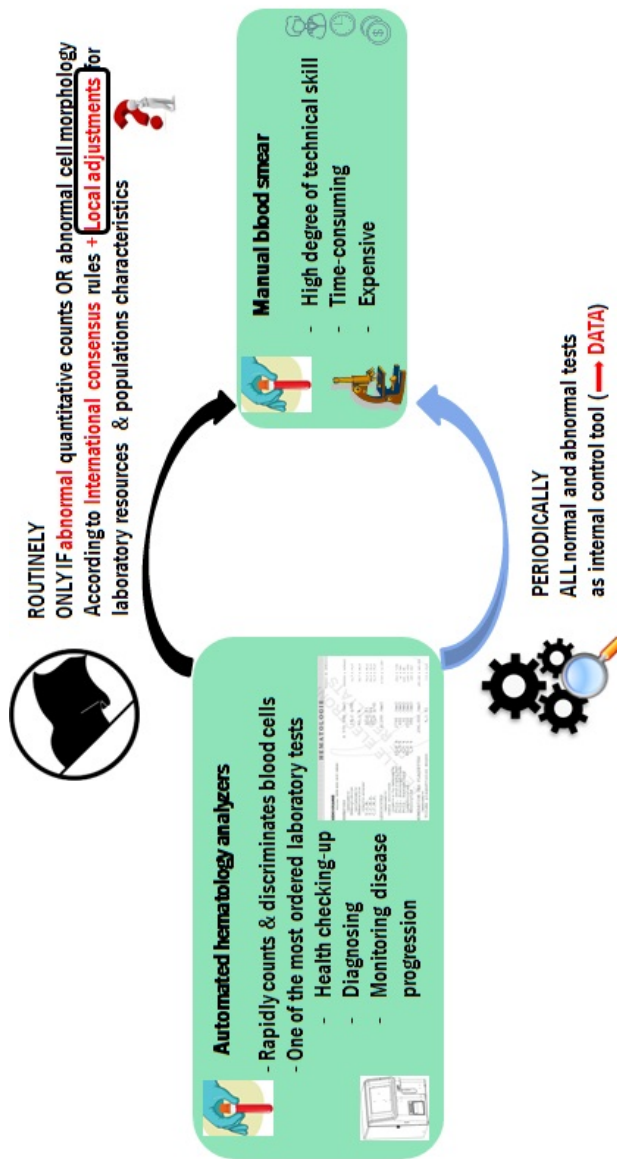 ROUTINELY
ONLY IF abnormal quantitative counts OR abnormal cell morphology
According to International consensus rules + Local adjustments for
laboratory resources & populations characteristics
Automated hematology analyzers
- Rapidly counts & discriminates blood cells
- One of the most ordered laboratory tests
- Health checking-up
- Diagnosing
- Monitoring disease
progression
HEMATOLOGIE
Manual blood smear
- High degree of technical skill
- Time-consuming
- Expensive
PERIODICALLY
ALL normal and abnormal tests
as internal control tool (→ DATA)